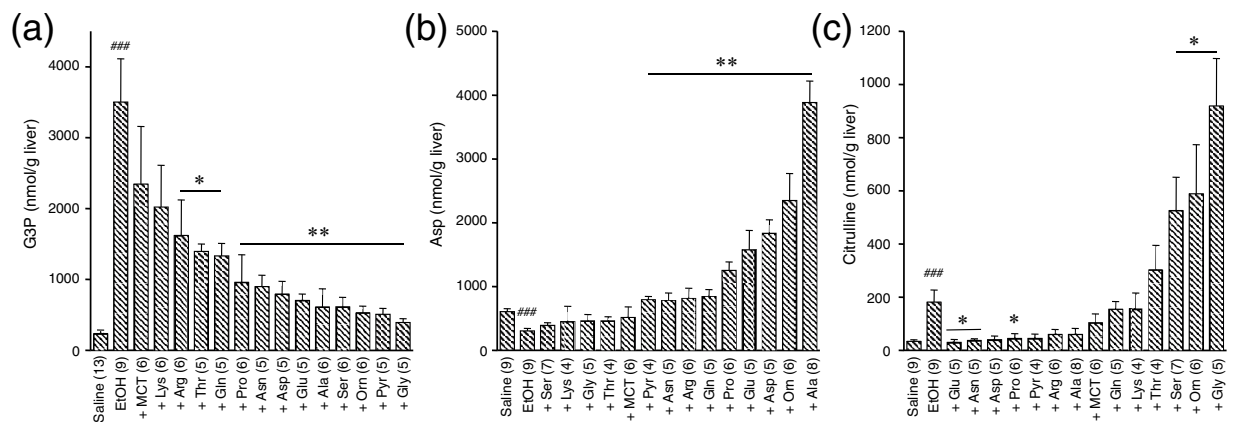 (a)
G3P (nmol/g liver)
4000
3000
2000
1000
0
###
*
**
Saline (13)
EtOH (9)
+ MCT (6)
+ Lys (6)
+ Arg (6)
+ Thr (5)
+ Gln (5)
+ Pro (6)
+ Asn (5)
+ Asp (5)
+ Glu (5)
+ Ala (6)
+ Ser (6)
+ Orn (6)
+ Pyr (5)
+ Gly (5)
(b)
Asp (nmol/g liver)
5000
4000
3000
2000
1000
0
###
**
Saline (9)
EtOH (9)
+ Ser (7)
+ Lys (4)
+ Gly (5)
+ Thr (4)
+ MCT (6)
+ Pyr (4)
+ Asn (5)
+ Arg (6)
+ Gln (5)
+ Pro (6)
+ Glu (5)
+ Asp (5)
+ Orn (6)
+ Ala (8)
(c)
Citrulline (nmol/g liver)
1200
1000
800
600
400
200
0
###
*
*
*
Saline (9)
EtOH (9)
+ Glu (5)
+ Asn (5)
+ Asp (5)
+ Pro (6)
+ Pyr (4)
+ Arg (6)
+ Ala (8)
+ MCT (6)
+ Gln (5)
+ Lys (4)
+ Thr (4)
+ Ser (7)
+ Orn (6)
+ Gly (5)